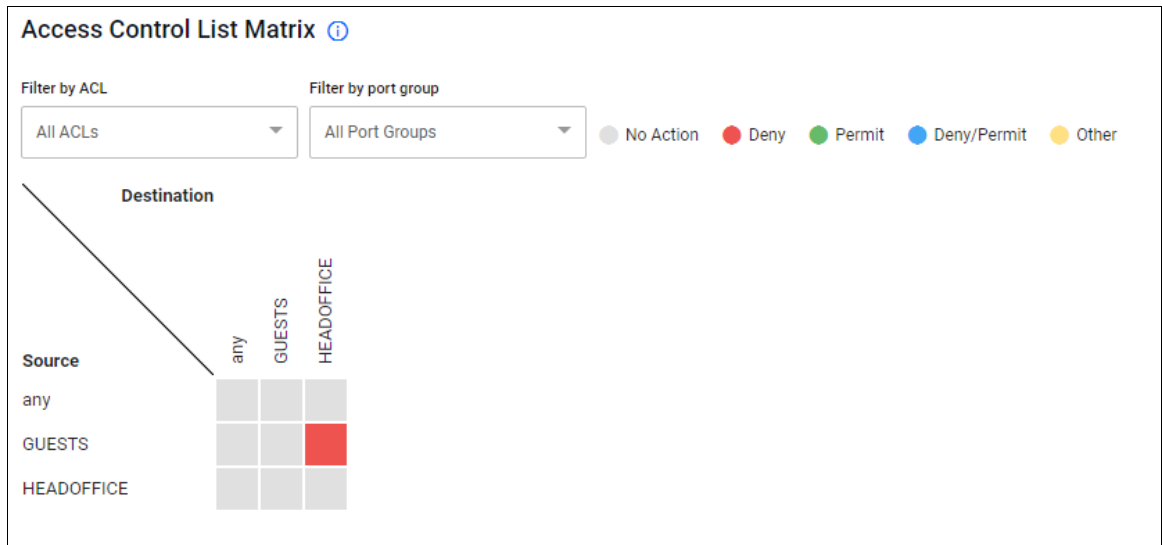 Access Control List Matrix
Filter by ACL
Filter by port group
All ACLs
All Port Groups
No Action
Deny
Permit
Deny/Permit
Other
Destination
any
GUESTS
HEADOFFICE
Source
any
GUESTS
HEADOFFICE